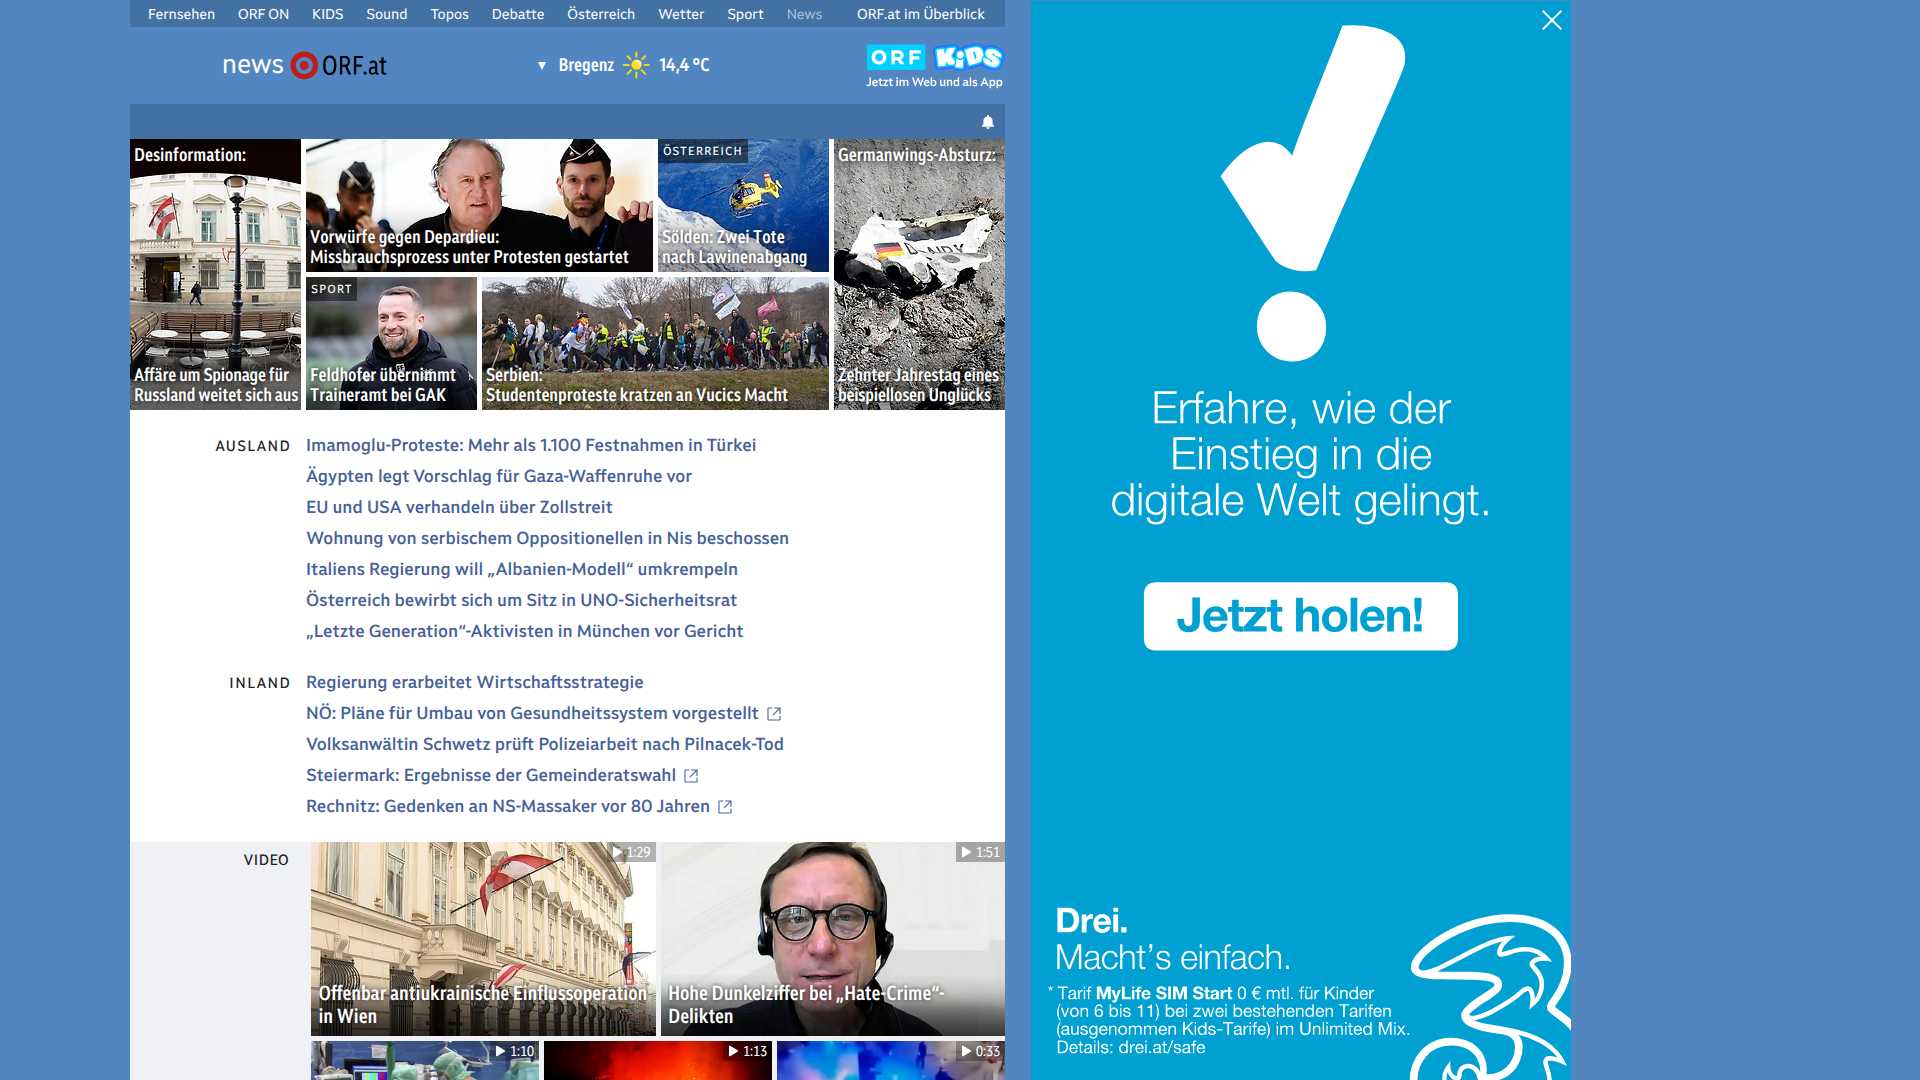 Fernsehen ORF ON KIDS Sound Topos Debatte Österreich Wetter Sport News ORF.at im Überblick
news ORF.at
Bregenz 14,4 °C
ORF KiDS
Jetzt im Web und als App
Desinformation:
Affäre um Spionage für
Russland weitet sich aus
Vorwürfe gegen Depardieu:
Missbrauchsprozess unter Protesten gestartet
ÖSTERREICH
Sölden: Zwei Tote
nach Lawinenabgang
Germanwings-Absturz:
Zehnter Jahrestag eines
beispiellosen Unglücks
SPORT
Feldhofer übernimmt
Traineramt bei GAK
Serbien:
Studentenproteste kratzen an Vucics Macht
AUSLAND
Imamoglu-Proteste: Mehr als 1.100 Festnahmen in Türkei
Ägypten legt Vorschlag für Gaza-Waffenruhe vor
EU und USA verhandeln über Zollstreit
Wohnung von serbischem Oppositionellen in Nis beschossen
Italiens Regierung will „Albanien-Modell“ umkrempeln
Österreich bewirbt sich um Sitz in UNO-Sicherheitsrat
„Letzte Generation“-Aktivisten in München vor Gericht
INLAND
Regierung erarbeitet Wirtschaftsstrategie
NÖ: Pläne für Umbau von Gesundheitssystem vorgestellt
Volksanwältin Schwetz prüft Polizeiarbeit nach Pilnacek-Tod
Steiermark: Ergebnisse der Gemeinderatswahl
Rechnitz: Gedenken an NS-Massaker vor 80 Jahren
VIDEO
1:29
Offenbar antiukrainische Einflussoperation
in Wien
1:51
Hohe Dunkelziffer bei „Hate-Crime“-
Delikten
1:10
1:13
0:33
Erfahre, wie der
Einstieg in die
digitale Welt gelingt.
Jetzt holen!
Drei.
Macht’s einfach.
* Tarif MyLife SIM Start 0 € mtl. für Kinder
(von 6 bis 11) bei zwei bestehenden Tarifen
(ausgenommen Kids-Tarife) im Unlimited Mix.
Details: drei.at/safe